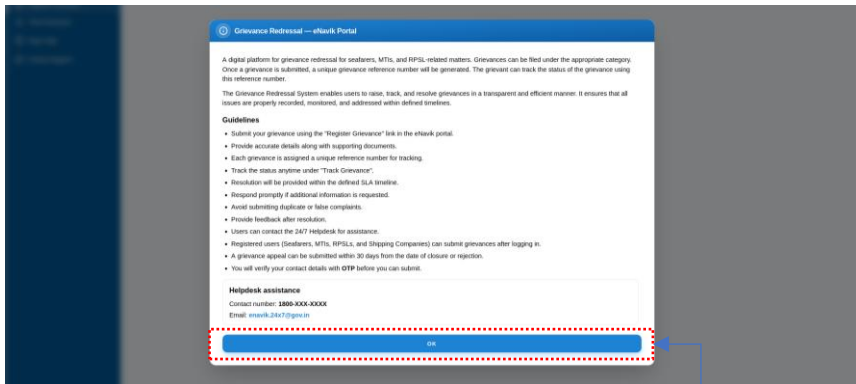 Grievance Redressal — eNavik Portal
A digital platform for grievance redressal for seafarers, MTIs, and RPSL-related matters. Grievances can be filed under the appropriate category.
Once a grievance is submitted, a unique grievance reference number will be generated. The grievant can track the status of the grievance using
this reference number.
The Grievance Redressal System enables users to raise, track, and resolve grievances in a transparent and efficient manner. It ensures that all
issues are properly recorded, monitored, and addressed within defined timelines.
Guidelines
• Submit your grievance using the "Register Grievance" link in the eNavik portal.
• Provide accurate details along with supporting documents.
• Each grievance is assigned a unique reference number for tracking.
• Track the status anytime under "Track Grievance".
• Resolution will be provided within the defined SLA timeline.
• Respond promptly if additional information is requested.
• Avoid submitting duplicate or false complaints.
• Provide feedback after resolution.
• Users can contact the 24/7 Helpdesk for assistance.
• Registered users (Seafarers, MTIs, RPSLs, and Shipping Companies) can submit grievances after logging in.
• A grievance appeal can be submitted within 30 days from the date of closure or rejection.
• You will verify your contact details with OTP before you can submit.
Helpdesk assistance
Contact number: 1800-XXX-XXXX
Email: enavik.24x7@gov.in
OK